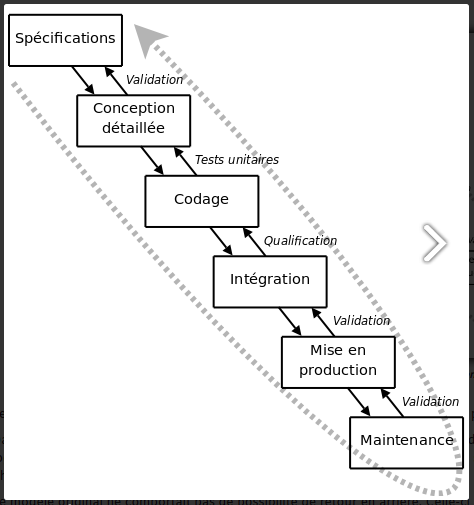 Spécifications
Validation
Conception
détaillée
Tests unitaires
Codage
Qualification
Intégration
Validation
Mise en
production
Validation
Maintenance